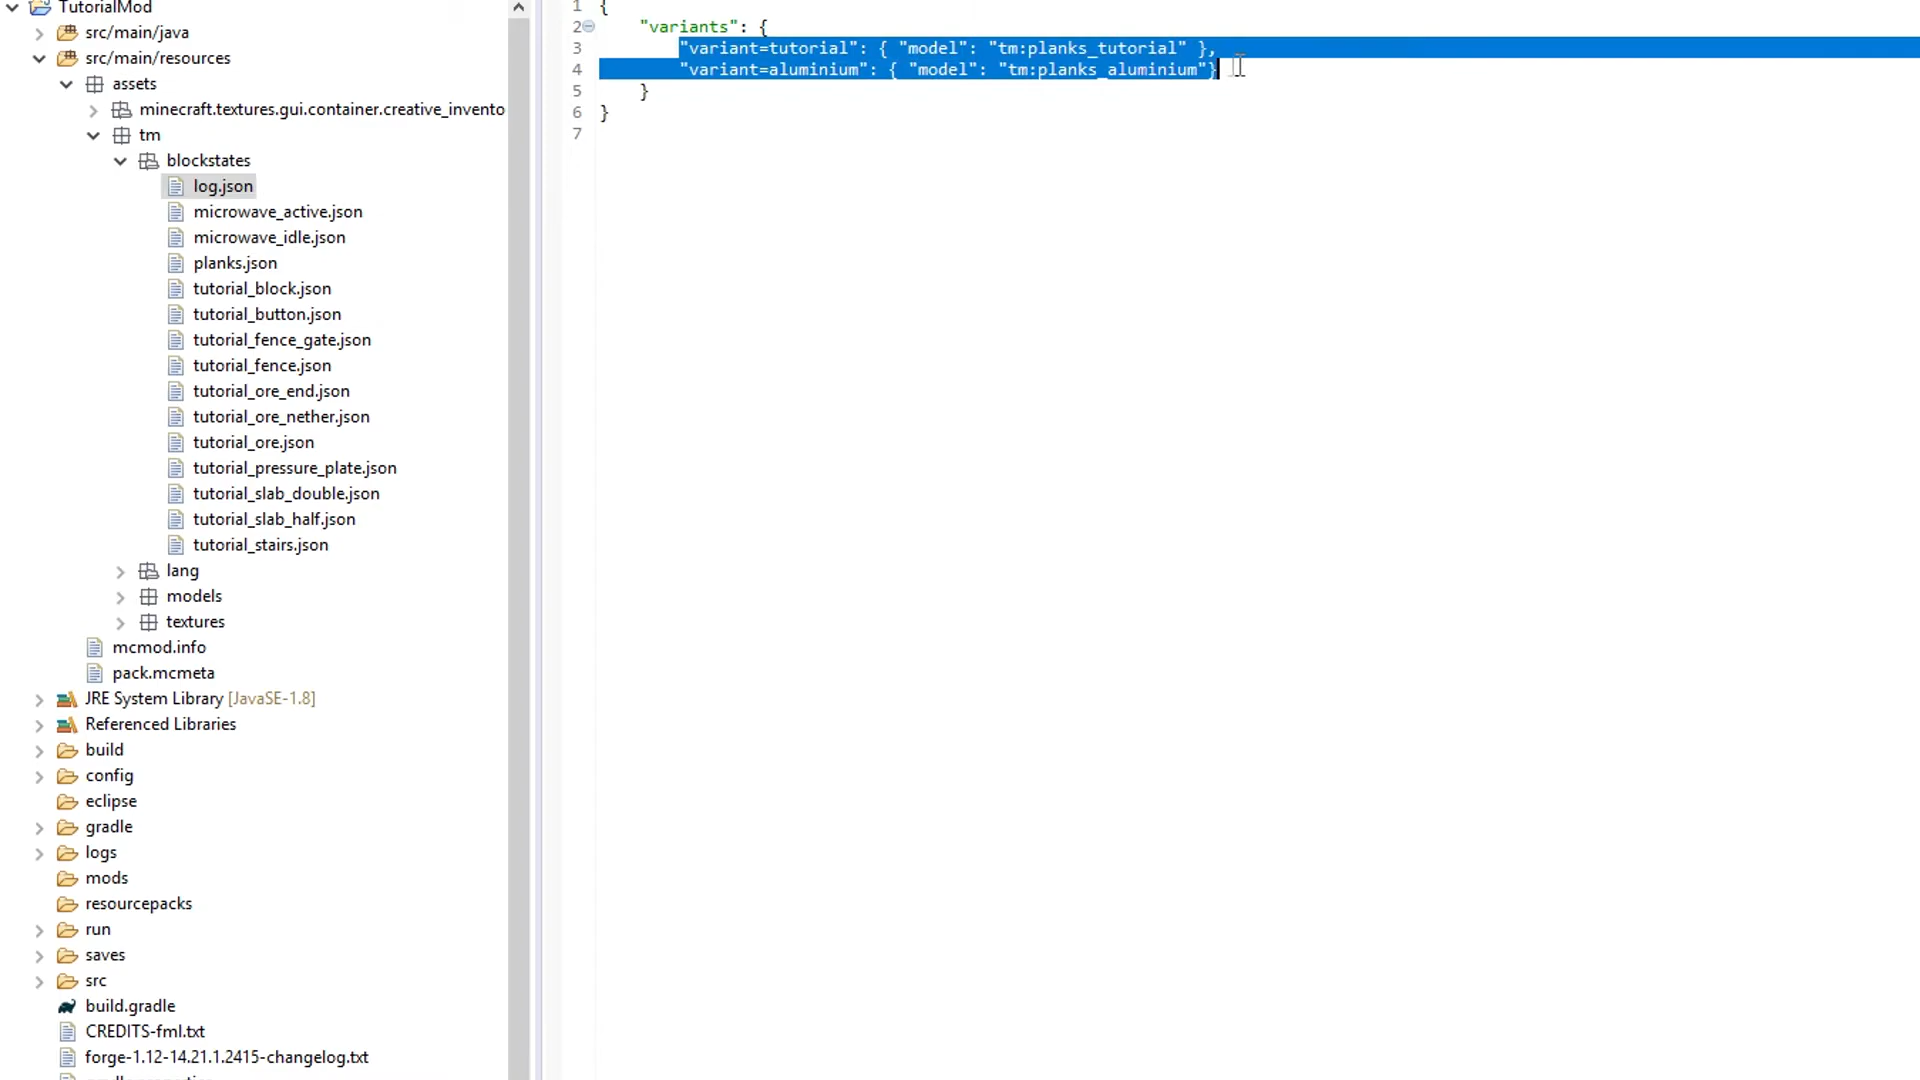 TutorialMod
src/main/java
src/main/resources
assets
minecraft.textures.gui.container.creative_invento
tm
blockstates
log.json
microwave_active.json
microwave_idle.json
planks.json
tutorial_block.json
tutorial_button.json
tutorial_fence_gate.json
tutorial_fence.json
tutorial_ore_end.json
tutorial_ore_nether.json
tutorial_ore.json
tutorial_pressure_plate.json
tutorial_slab_double.json
tutorial_slab_half.json
tutorial_stairs.json
lang
models
textures
mcmod.info
pack.mcmeta
JRE System Library [JavaSE-1.8]
Referenced Libraries
build
config
eclipse
gradle
logs
mods
resourcepacks
run
saves
src
build.gradle
CREDITS-fml.txt
forge-1.12-14.21.1.2415-changelog.txt
1 {
2 "variants": {
3 "variant=tutorial": { "model": "tm:planks_tutorial" },
4 "variant=aluminium": { "model": "tm:planks_aluminium"}
5 }
6 }
7